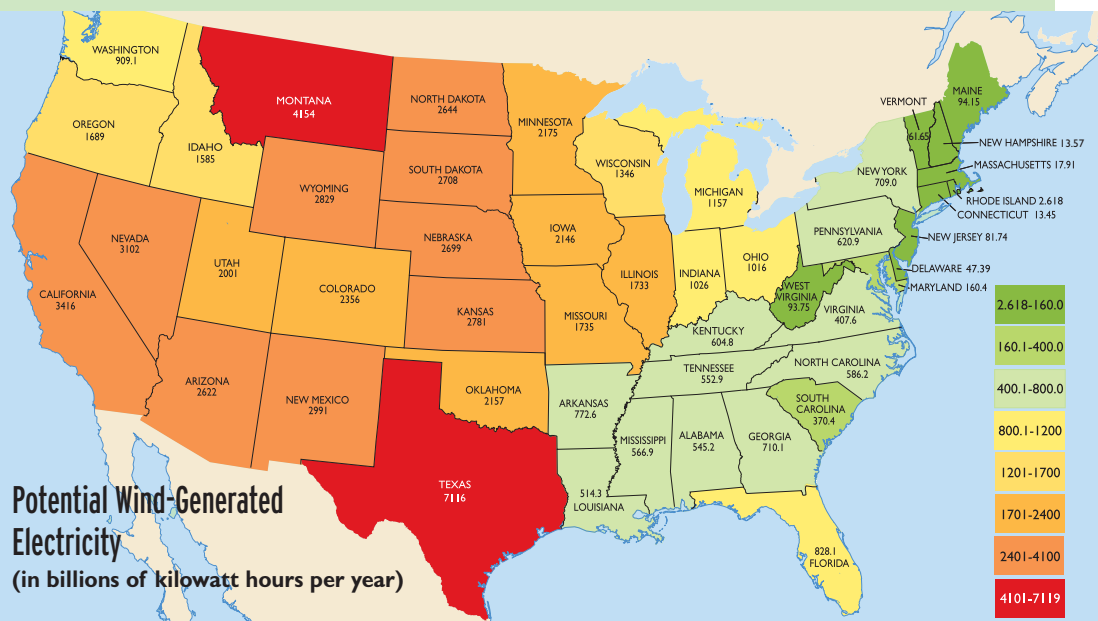 WASHINGTON
909.1
OREGON
1689
IDAHO
1585
MONTANA
4154
NORTH DAKOTA
2644
MINNESOTA
2175
SOUTH DAKOTA
2708
WYOMING
2829
WISCONSIN
1346
MICHIGAN
1157
NEW YORK
709.0
VERMONT
61.65
MAINE
94.15
NEW HAMPSHIRE 13.57
MASSACHUSETTS 17.91
RHODE ISLAND 2.618
CONNECTICUT 13.45
NEW JERSEY 81.74
DELAWARE 47.39
MARYLAND 160.4
PENNSYLVANIA
620.9
NEVADA
3102
CALIFORNIA
3416
UTAH
2001
COLORADO
2356
NEBRASKA
2699
IOWA
2146
ILLINOIS
1733
INDIANA
1026
OHIO
1016
WEST
VIRGINIA
93.75
VIRGINIA
407.6
KANSAS
2781
MISSOURI
1735
KENTUCKY
604.8
TENNESSEE
552.9
NORTH CAROLINA
586.2
SOUTH
CAROLINA
370.4
ARIZONA
2622
NEW MEXICO
2991
OKLAHOMA
2157
ARKANSAS
772.6
MISSISSIPPI
566.9
ALABAMA
545.2
GEORGIA
710.1
TEXAS
7116
514.3
LOUISIANA
828.1
FLORIDA
Potential Wind-Generated
Electricity
(in billions of kilowatt hours per year)
2.618-160.0
160.1-400.0
400.1-800.0
800.1-1200
1201-1700
1701-2400
2401-4100
4101-7119